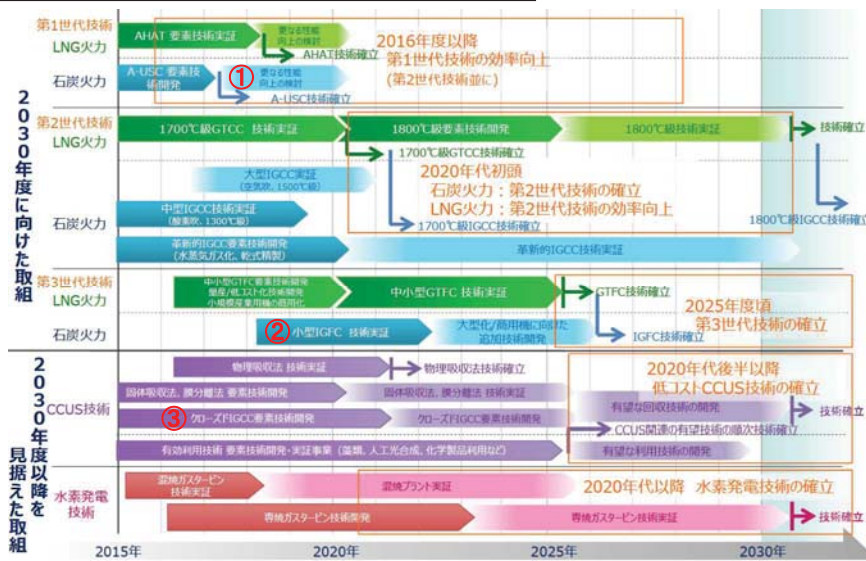 2030年度に向けた取組
第1世代技術
LNG火力
AHAT 要素技術実証
更なる性能
向上の検討
AHAT技術確立
2016年度以降
第1世代技術の効率向上
(第2世代技術並に)
石炭火力
A-USC 要素技
術開発
①
更なる性能
向上の検討
A-USC技術確立
第2世代技術
LNG火力
1700℃級GTCC 技術実証
1800℃級要素技術開発
1800℃級技術実証
技術確立
1700℃級GTCC技術確立
2020年代初頭
石炭火力：第2世代技術の確立
LNG火力：第2世代技術の効率向上
石炭火力
大型IGCC実証
(空気吹、1500℃級)
中型IGCC技術実証
(酸素吹、1300℃級)
1700℃級IGCC技術確立
1800℃級IGCC技術確立
革新的IGCC要素技術開発
(水蒸気ガス化、乾式精製)
革新的IGCC技術実証
第3世代技術
LNG火力
中小型GTFC要素技術開発
量産/低コスト化技術開発
小規模産業用機の商用化
中小型GTFC 技術実証
GTFC技術確立
2025年度頃
第3世代技術の確立
石炭火力
②
小型IGFC 技術実証
大型化/商用機に向けた
追加技術開発
IGFC技術確立
2030年度以降を
見据えた取組
CCUS技術
物理吸収法 技術実証
物理吸収法技術確立
2020年代後半以降
低コストCCUS技術の確立
固体吸収法、膜分離法 要素技術開発
固体吸収法、膜分離法 技術実証
有望な回収技術の開発
技術確立
③
クローズドIGCC要素技術開発
クローズドIGCC技術開発
CCUS関連の有望技術の順次技術確立
有効利用技術 要素技術開発・実証事業（藻類、人工光合成、化学製品利用など）
有望な利用技術の開発
水素発電
技術
混焼ガスタービン
技術実証
混焼プラント実証
2020年代以降 水素発電技術の確立
専焼ガスタービン技術開発
専焼ガスタービン技術実証
技術確立
2015年
2020年
2025年
2030年